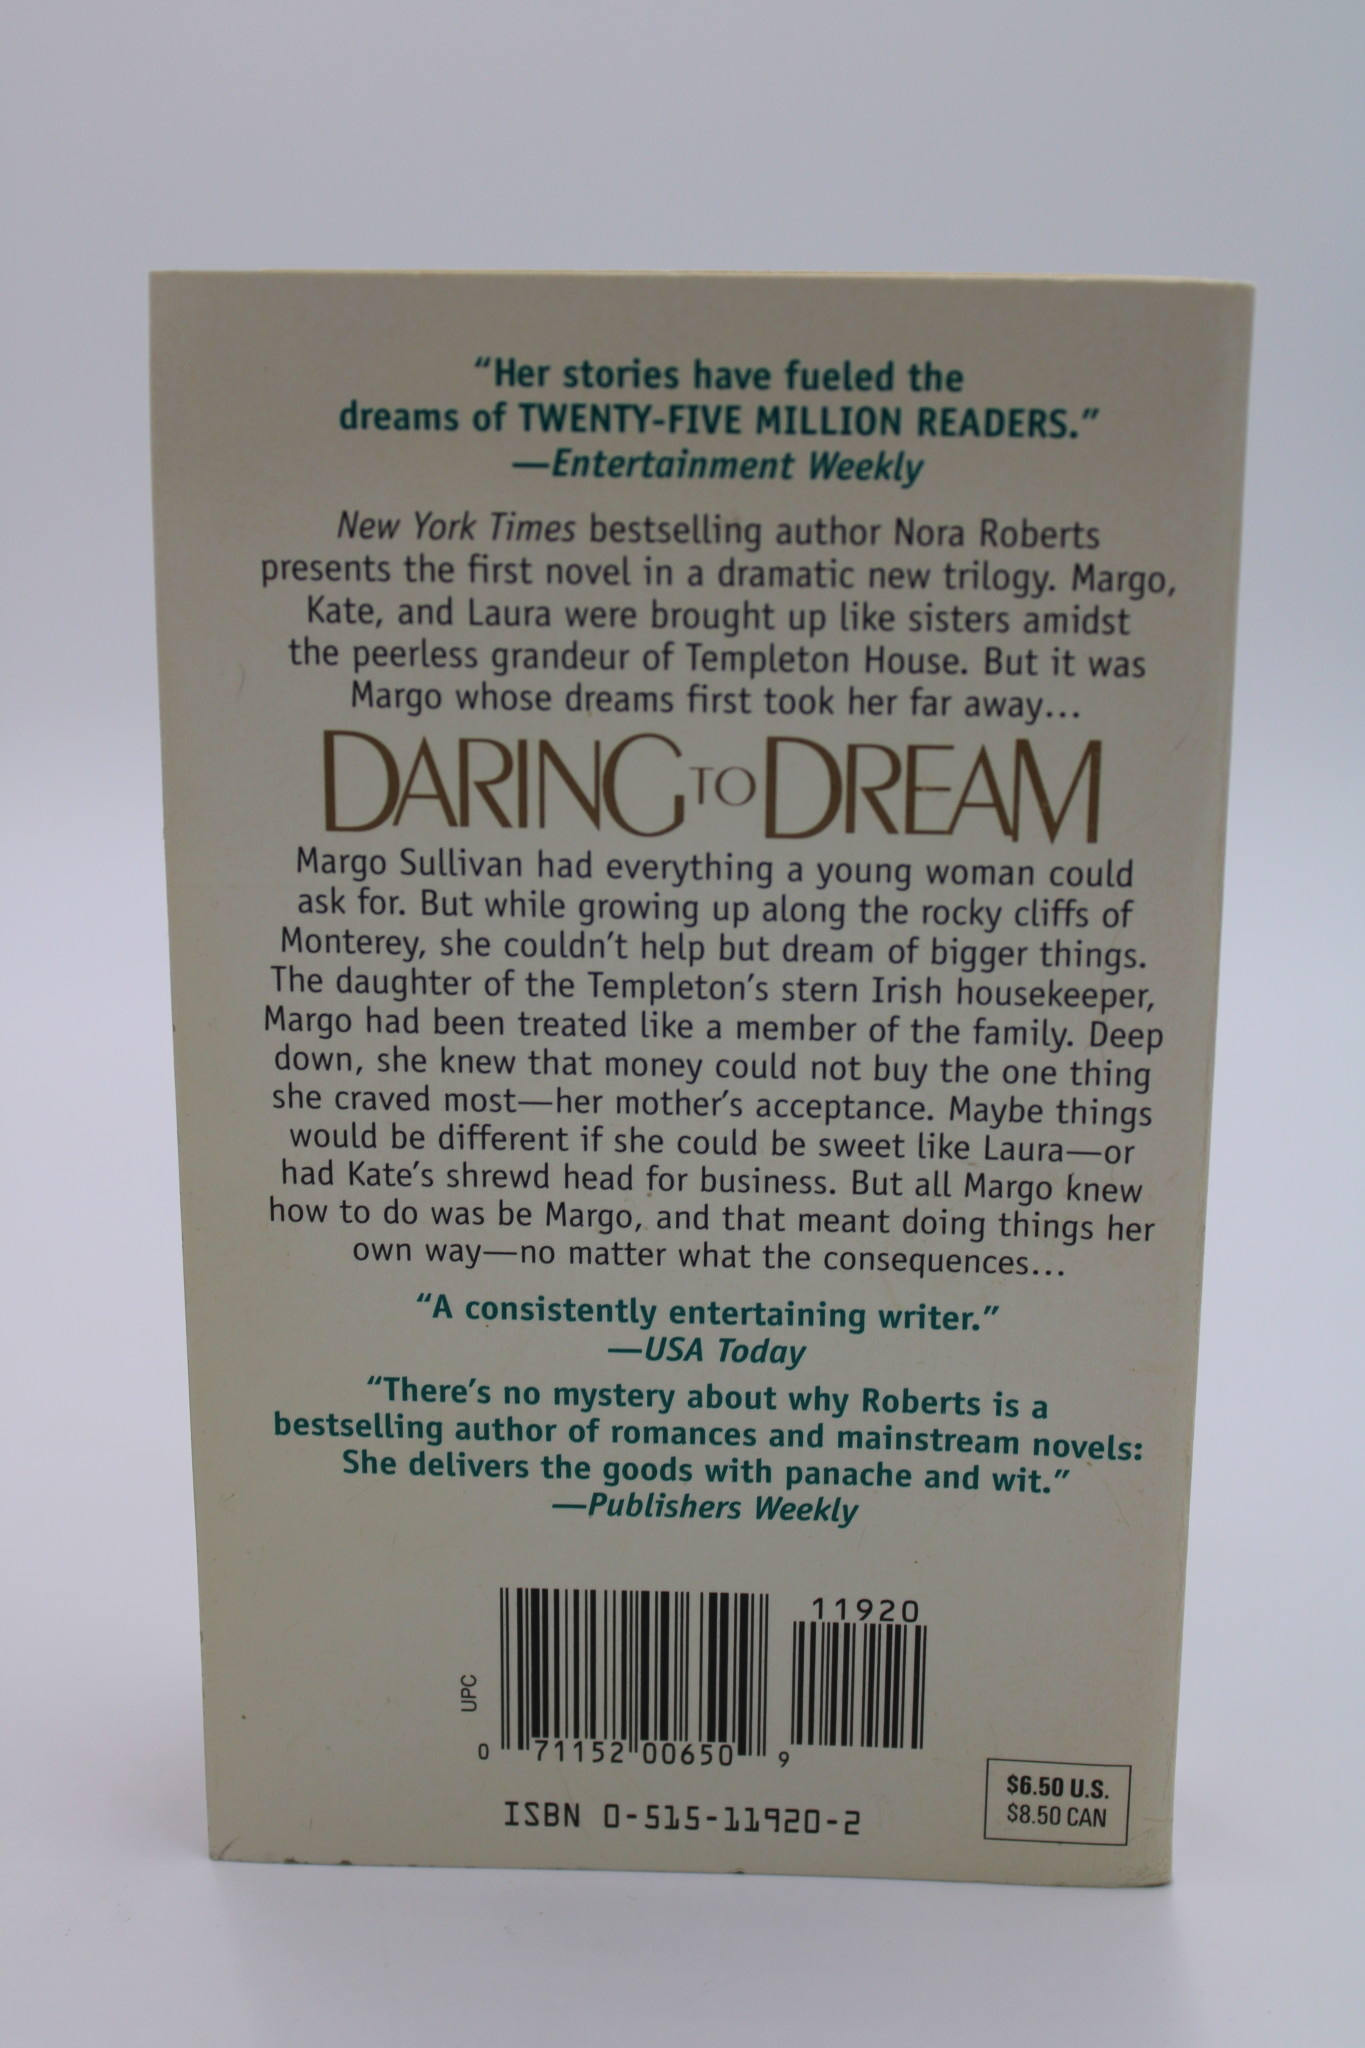 “Her stories have fueled the
dreams of TWENTY-FIVE MILLION READERS.”
—Entertainment Weekly
New York Times bestselling author Nora Roberts
presents the first novel in a dramatic new trilogy. Margo,
Kate, and Laura were brought up like sisters amidst
the peerless grandeur of Templeton House. But it was
Margo whose dreams first took her far away...
DARING TO DREAM
Margo Sullivan had everything a young woman could
ask for. But while growing up along the rocky cliffs of
Monterey, she couldn’t help but dream of bigger things.
The daughter of the Templeton’s stern Irish housekeeper,
Margo had been treated like a member of the family. Deep
down, she knew that money could not buy the one thing
she craved most—her mother’s acceptance. Maybe things
would be different if she could be sweet like Laura—or
had Kate’s shrewd head for business. But all Margo knew
how to do was be Margo, and that meant doing things her
own way—no matter what the consequences...
“A consistently entertaining writer.”
—USA Today
“There’s no mystery about why Roberts is a
bestselling author of romances and mainstream novels:
She delivers the goods with panache and wit.”
—Publishers Weekly
11920
UPC
0 71152 00650 9
ISBN 0-515-11920-2
$6.50 U.S.
$8.50 CAN